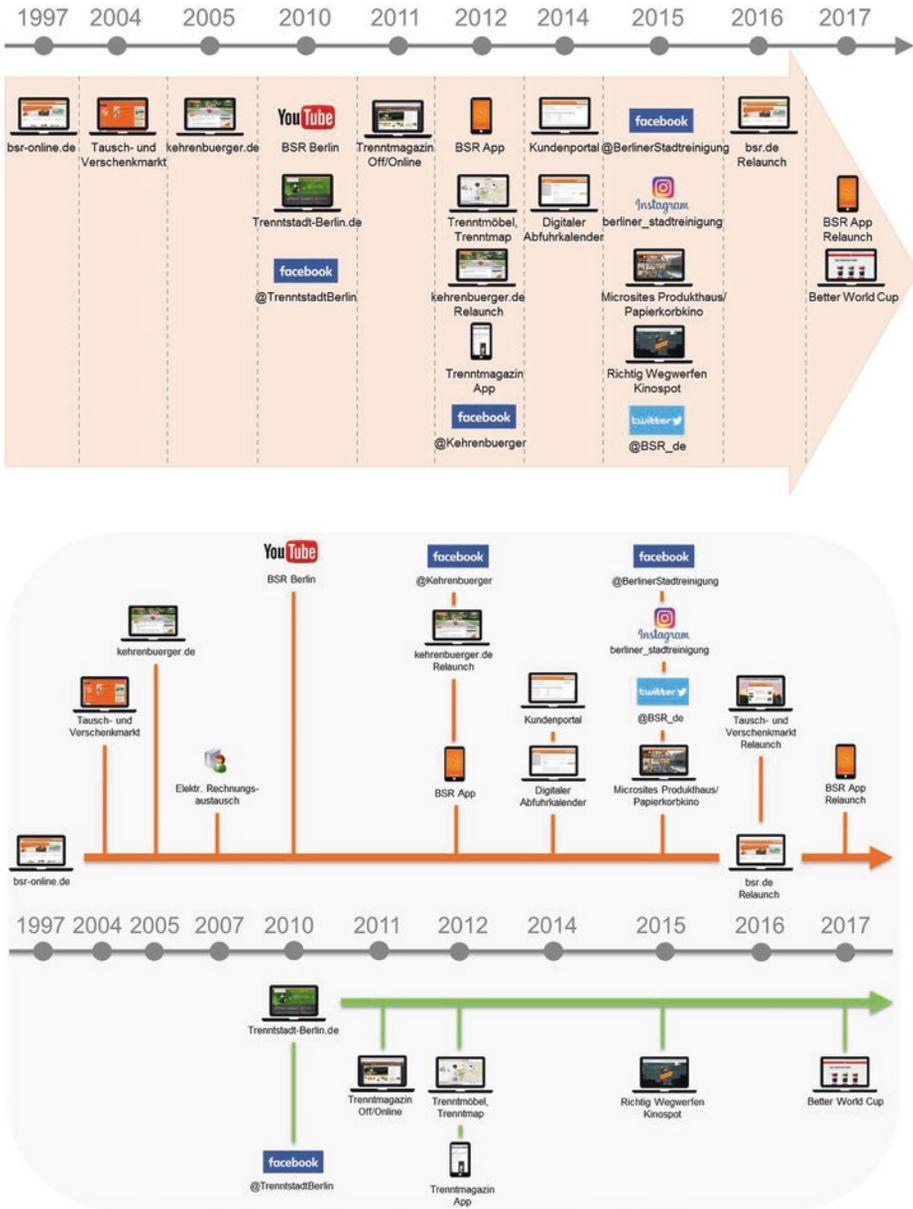 1997 2004 2005 2010 2011 2012 2014 2015 2016 2017
bsr-online.de
Tausch- und
Verschenkmarkt
kehrenbuerger.de
YouTube
BSR Berlin
Trenntstadt-Berlin.de
facebook
@TrenntstadtBerlin
Trenntmagazin
Off/Online
BSR App
Trenntmöbel,
Trenntmap
kehrenbuerger.de
Relaunch
Trenntmagazin
App
facebook
@Kehrenbuerger
Kundenportal
Digitaler
Abfuhrkalender
facebook
@BerlinerStadtreinigung
Instagram
berliner_stadtreinigung
Microsites Produkthaus/
Papierkorbkino
Richtig Wegwerfen
Kinospot
twitter
@BSR_de
bsr.de
Relaunch
BSR App
Relaunch
Better World Cup
bsr-online.de
Tausch- und
Verschenkmarkt
kehrenbuerger.de
Elektr. Rechnungs-
austausch
YouTube
BSR Berlin
facebook
@Kehrenbuerger
kehrenbuerger.de
Relaunch
BSR App
Kundenportal
Digitaler
Abfuhrkalender
facebook
@BerlinerStadtreinigung
Instagram
berliner_stadtreinigung
twitter
@BSR_de
Microsites Produkthaus/
Papierkorbkino
Tausch- und
Verschenkmarkt
Relaunch
bsr.de
Relaunch
BSR App
Relaunch
1997 2004 2005 2007 2010 2011 2012 2014 2015 2016 2017
Trenntstadt-Berlin.de
facebook
@TrenntstadtBerlin
Trenntmagazin
Off/Online
Trenntmöbel,
Trenntmap
Trenntmagazin
App
Richtig Wegwerfen
Kinospot
Better World Cup